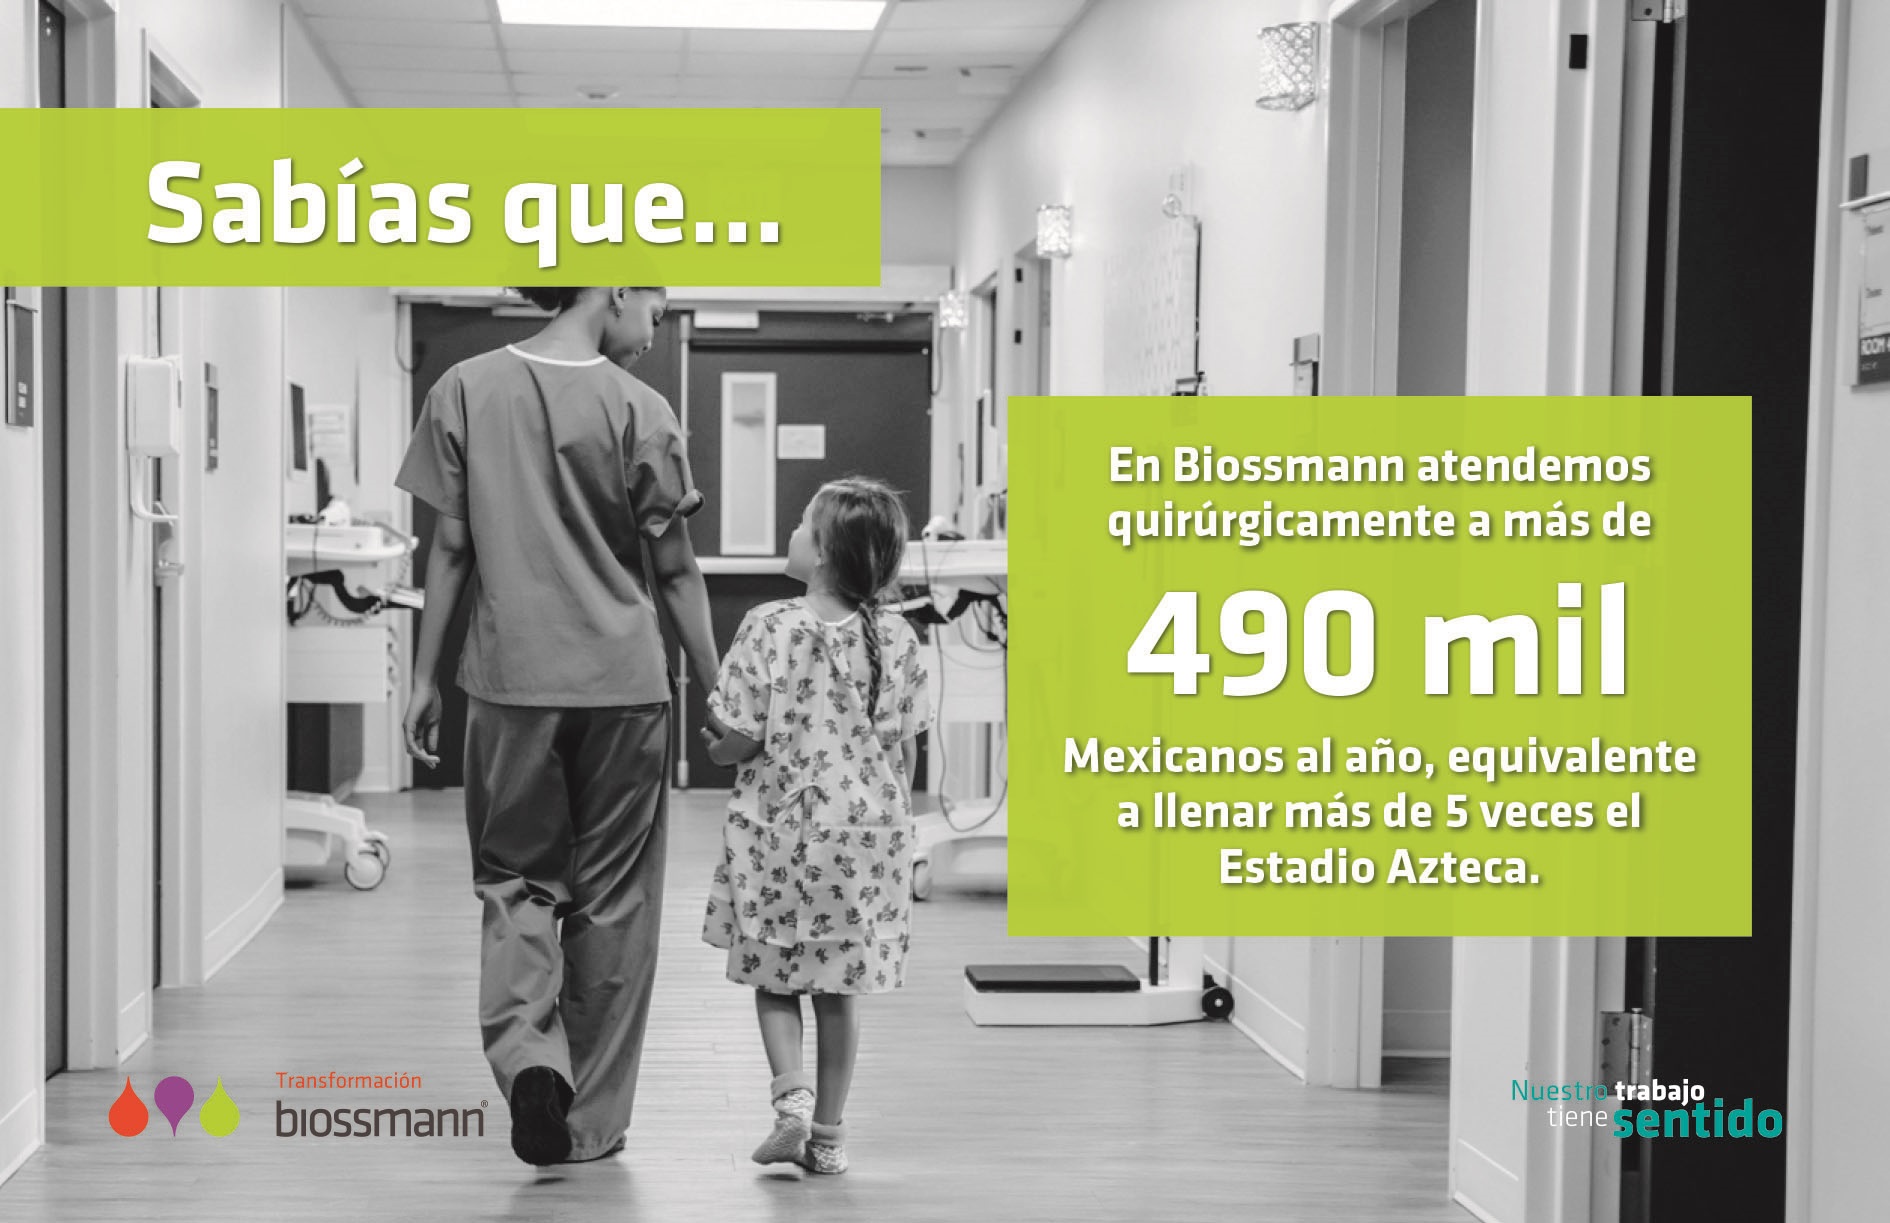 Sabías que...
En Biossmann atendemos
quirúrgicamente a más de
490 mil
Mexicanos al año, equivalente
a llenar más de 5 veces el
Estadio Azteca.
Transformación
biossmann®
Nuestro trabajo
tiene sentido
ROOM